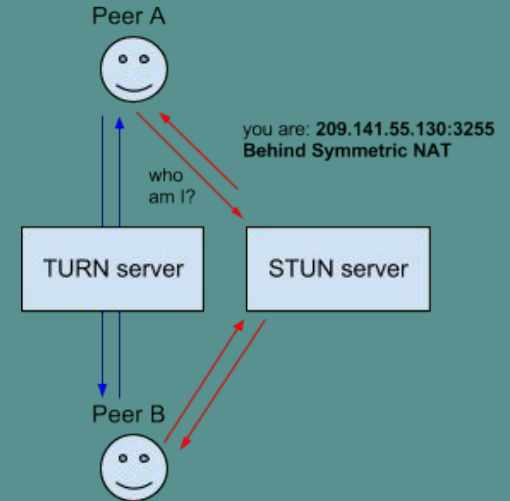 Peer A
you are: 209.141.55.130:3255
Behind Symmetric NAT
who
am I?
TURN server
STUN server
Peer B